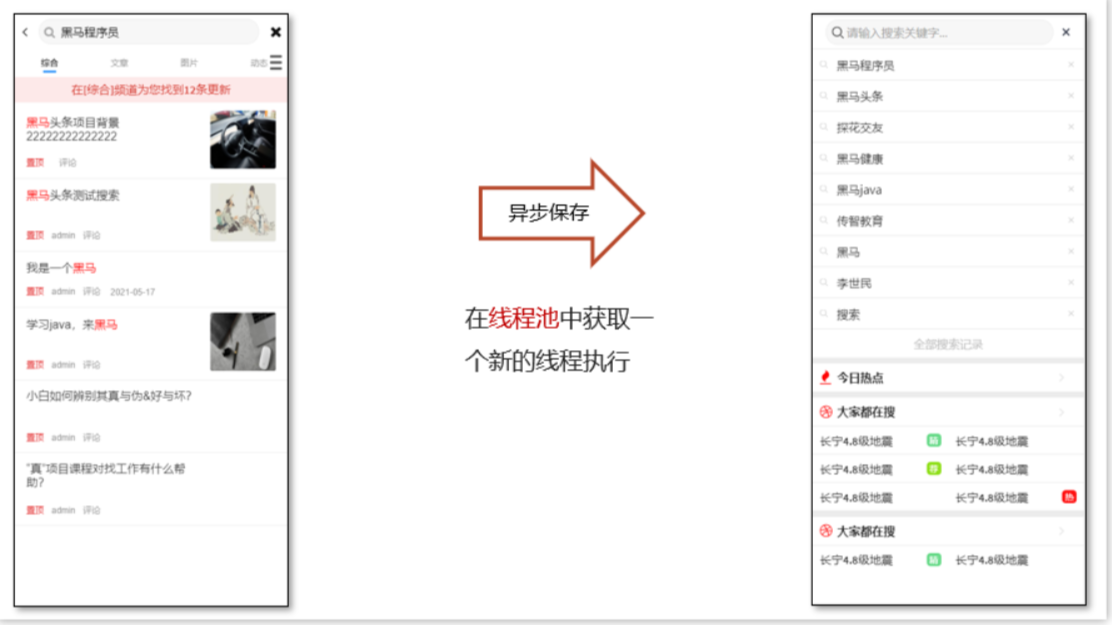 黑马程序员
综合 文章 图片 动态
在[综合]频道为您找到12条更新
黑马头条项目背景
22222222222222
置顶 评论
黑马头条测试搜索
置顶 admin 评论
我是一个黑马
置顶 admin 评论 2021-05-17
学习java，来黑马
置顶 admin 评论
小白如何辨别其真与伪&好与坏?
置顶 admin 评论
"真"项目课程对找工作有什么帮
助?
置顶 admin 评论
异步保存
在线程池中获取一
个新的线程执行
请输入搜索关键字...
黑马程序员
黑马头条
探花交友
黑马健康
黑马java
传智教育
黑马
李世民
搜索
全部搜索记录
今日热点
大家都在搜
长宁4.8级地震 长宁4.8级地震
长宁4.8级地震 荐 长宁4.8级地震
长宁4.8级地震 长宁4.8级地震 热
大家都在搜
长宁4.8级地震 长宁4.8级地震